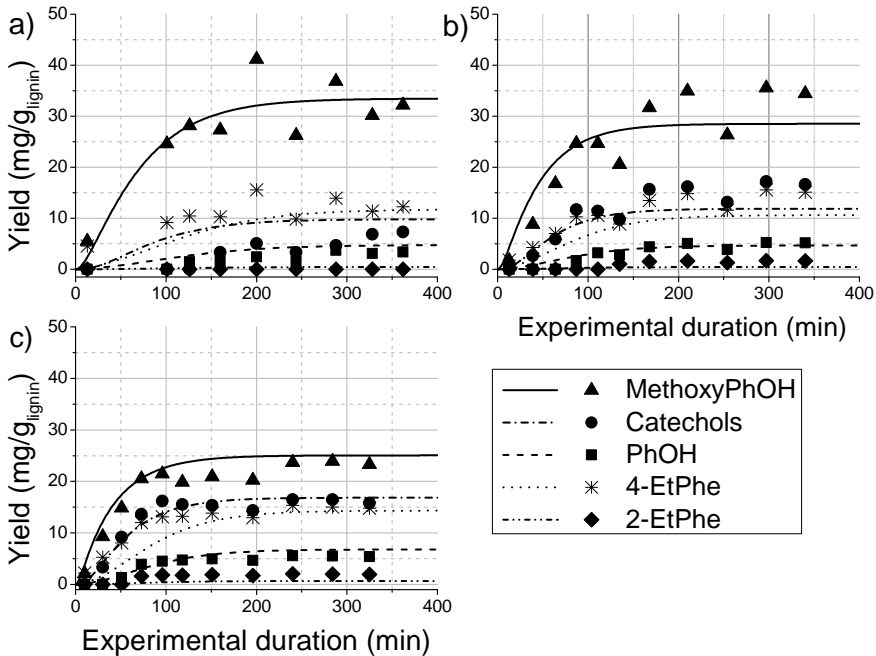 a)
50
40
30
20
10
0
Yield (mg/g_lignin)
0 100 200 300 400
b)
50
40
30
20
10
0
0 100 200 300 400
Experimental duration (min)
c)
50
40
30
20
10
0
Yield (mg/g_lignin)
0 100 200 300 400
Experimental duration (min)
MethoxyPhOH
Catechols
PhOH
4-EtPhe
2-EtPhe